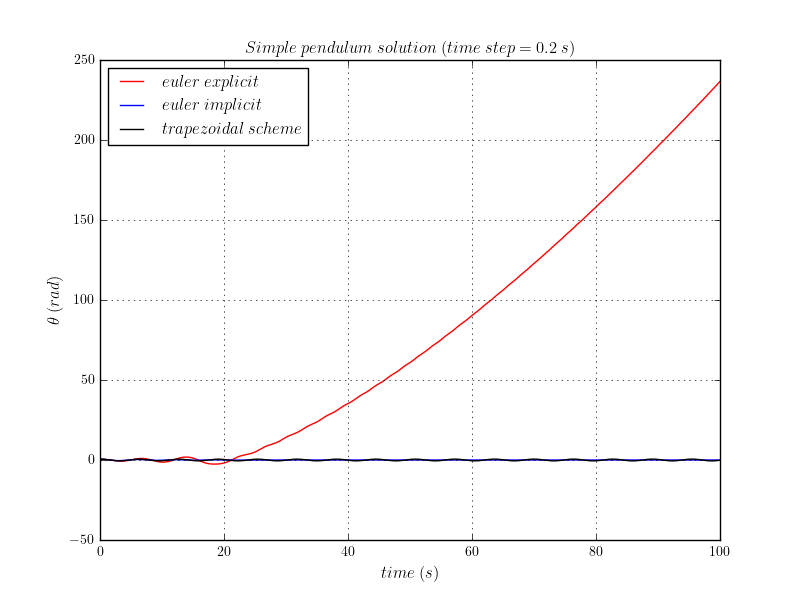 Simple pendulum solution (time step = 0.2 s)
250
euler explicit
euler implicit
trapezoidal scheme
200
150
100
50
0
−50
θ (rad)
0 20 40 60 80 100
time (s)